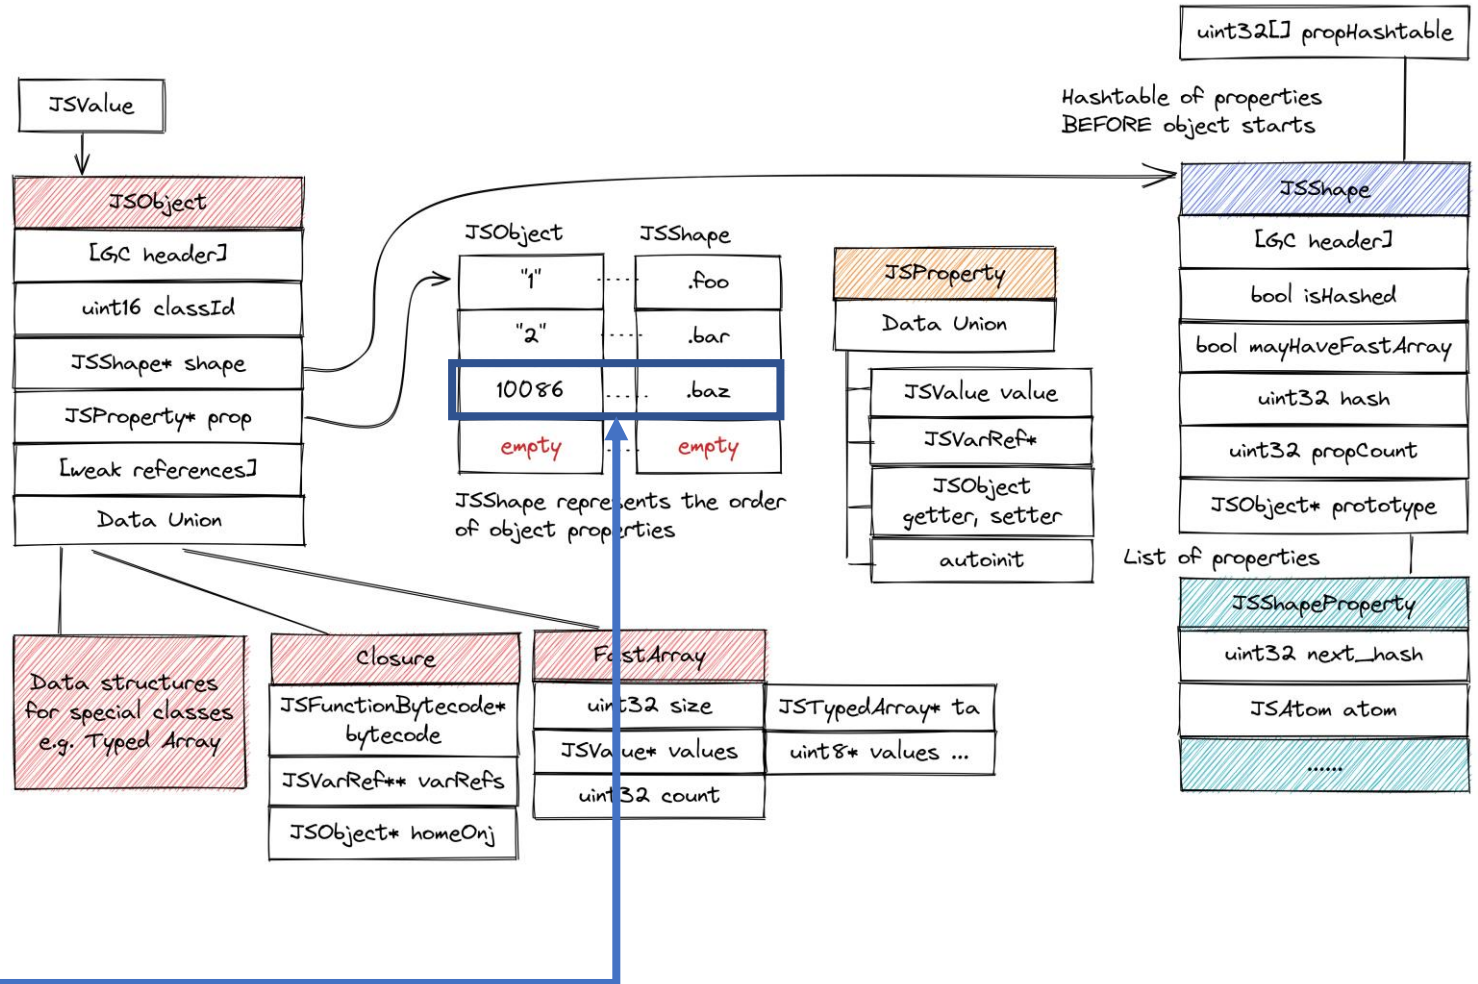 uint32[] propHashtable
JSValue
Hashtable of properties
BEFORE object starts
JSObject
[GC header]
uint16 classId
JSShape* shape
JSProperty* prop
[weak references]
Data Union
JSObject
JSShape
"1"
.foo
"2"
.bar
10086
.baz
empty
empty
JSShape represents the order
of object properties
JSProperty
Data Union
JSValue value
JSVarRef*
JSObject
getter, setter
autoinit
JSShape
[GC header]
bool isHashed
bool mayHaveFastArray
uint32 hash
uint32 propCount
JSObject* prototype
List of properties
JSShapeProperty
uint32 next_hash
JSAtom atom
......
Data structures
for special classes
e.g. Typed Array
Closure
JSFunctionBytecode*
bytecode
JSVarRef** varRefs
JSObject* homeOnj
FastArray
uint32 size
JSValue* values
uint32 count
JSTypedArray* ta
uint8* values ...